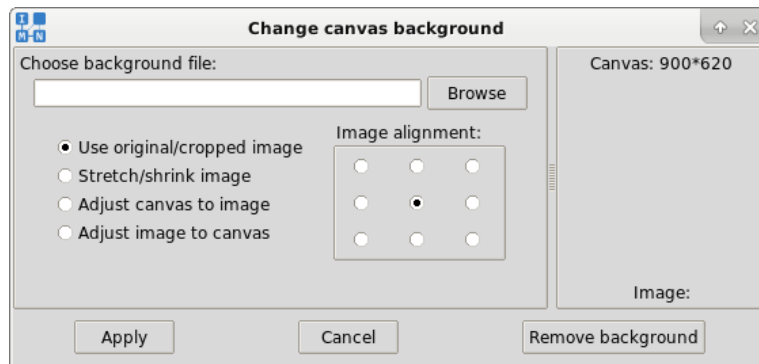 I
M N
Change canvas background
Choose background file:
Browse
Use original/cropped image
Stretch/shrink image
Adjust canvas to image
Adjust image to canvas
Image alignment:
Canvas: 900*620
Image:
Apply
Cancel
Remove background